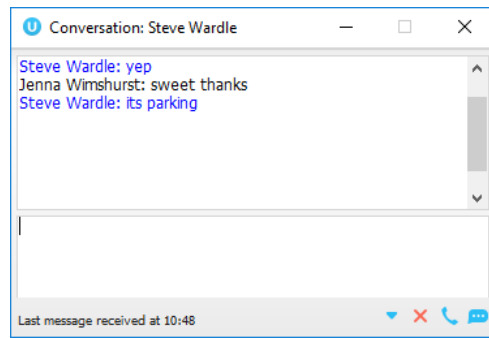 U Conversation: Steve Wardle
Steve Wardle: yep
Jenna Wimshurst: sweet thanks
Steve Wardle: its parking
Last message received at 10:48